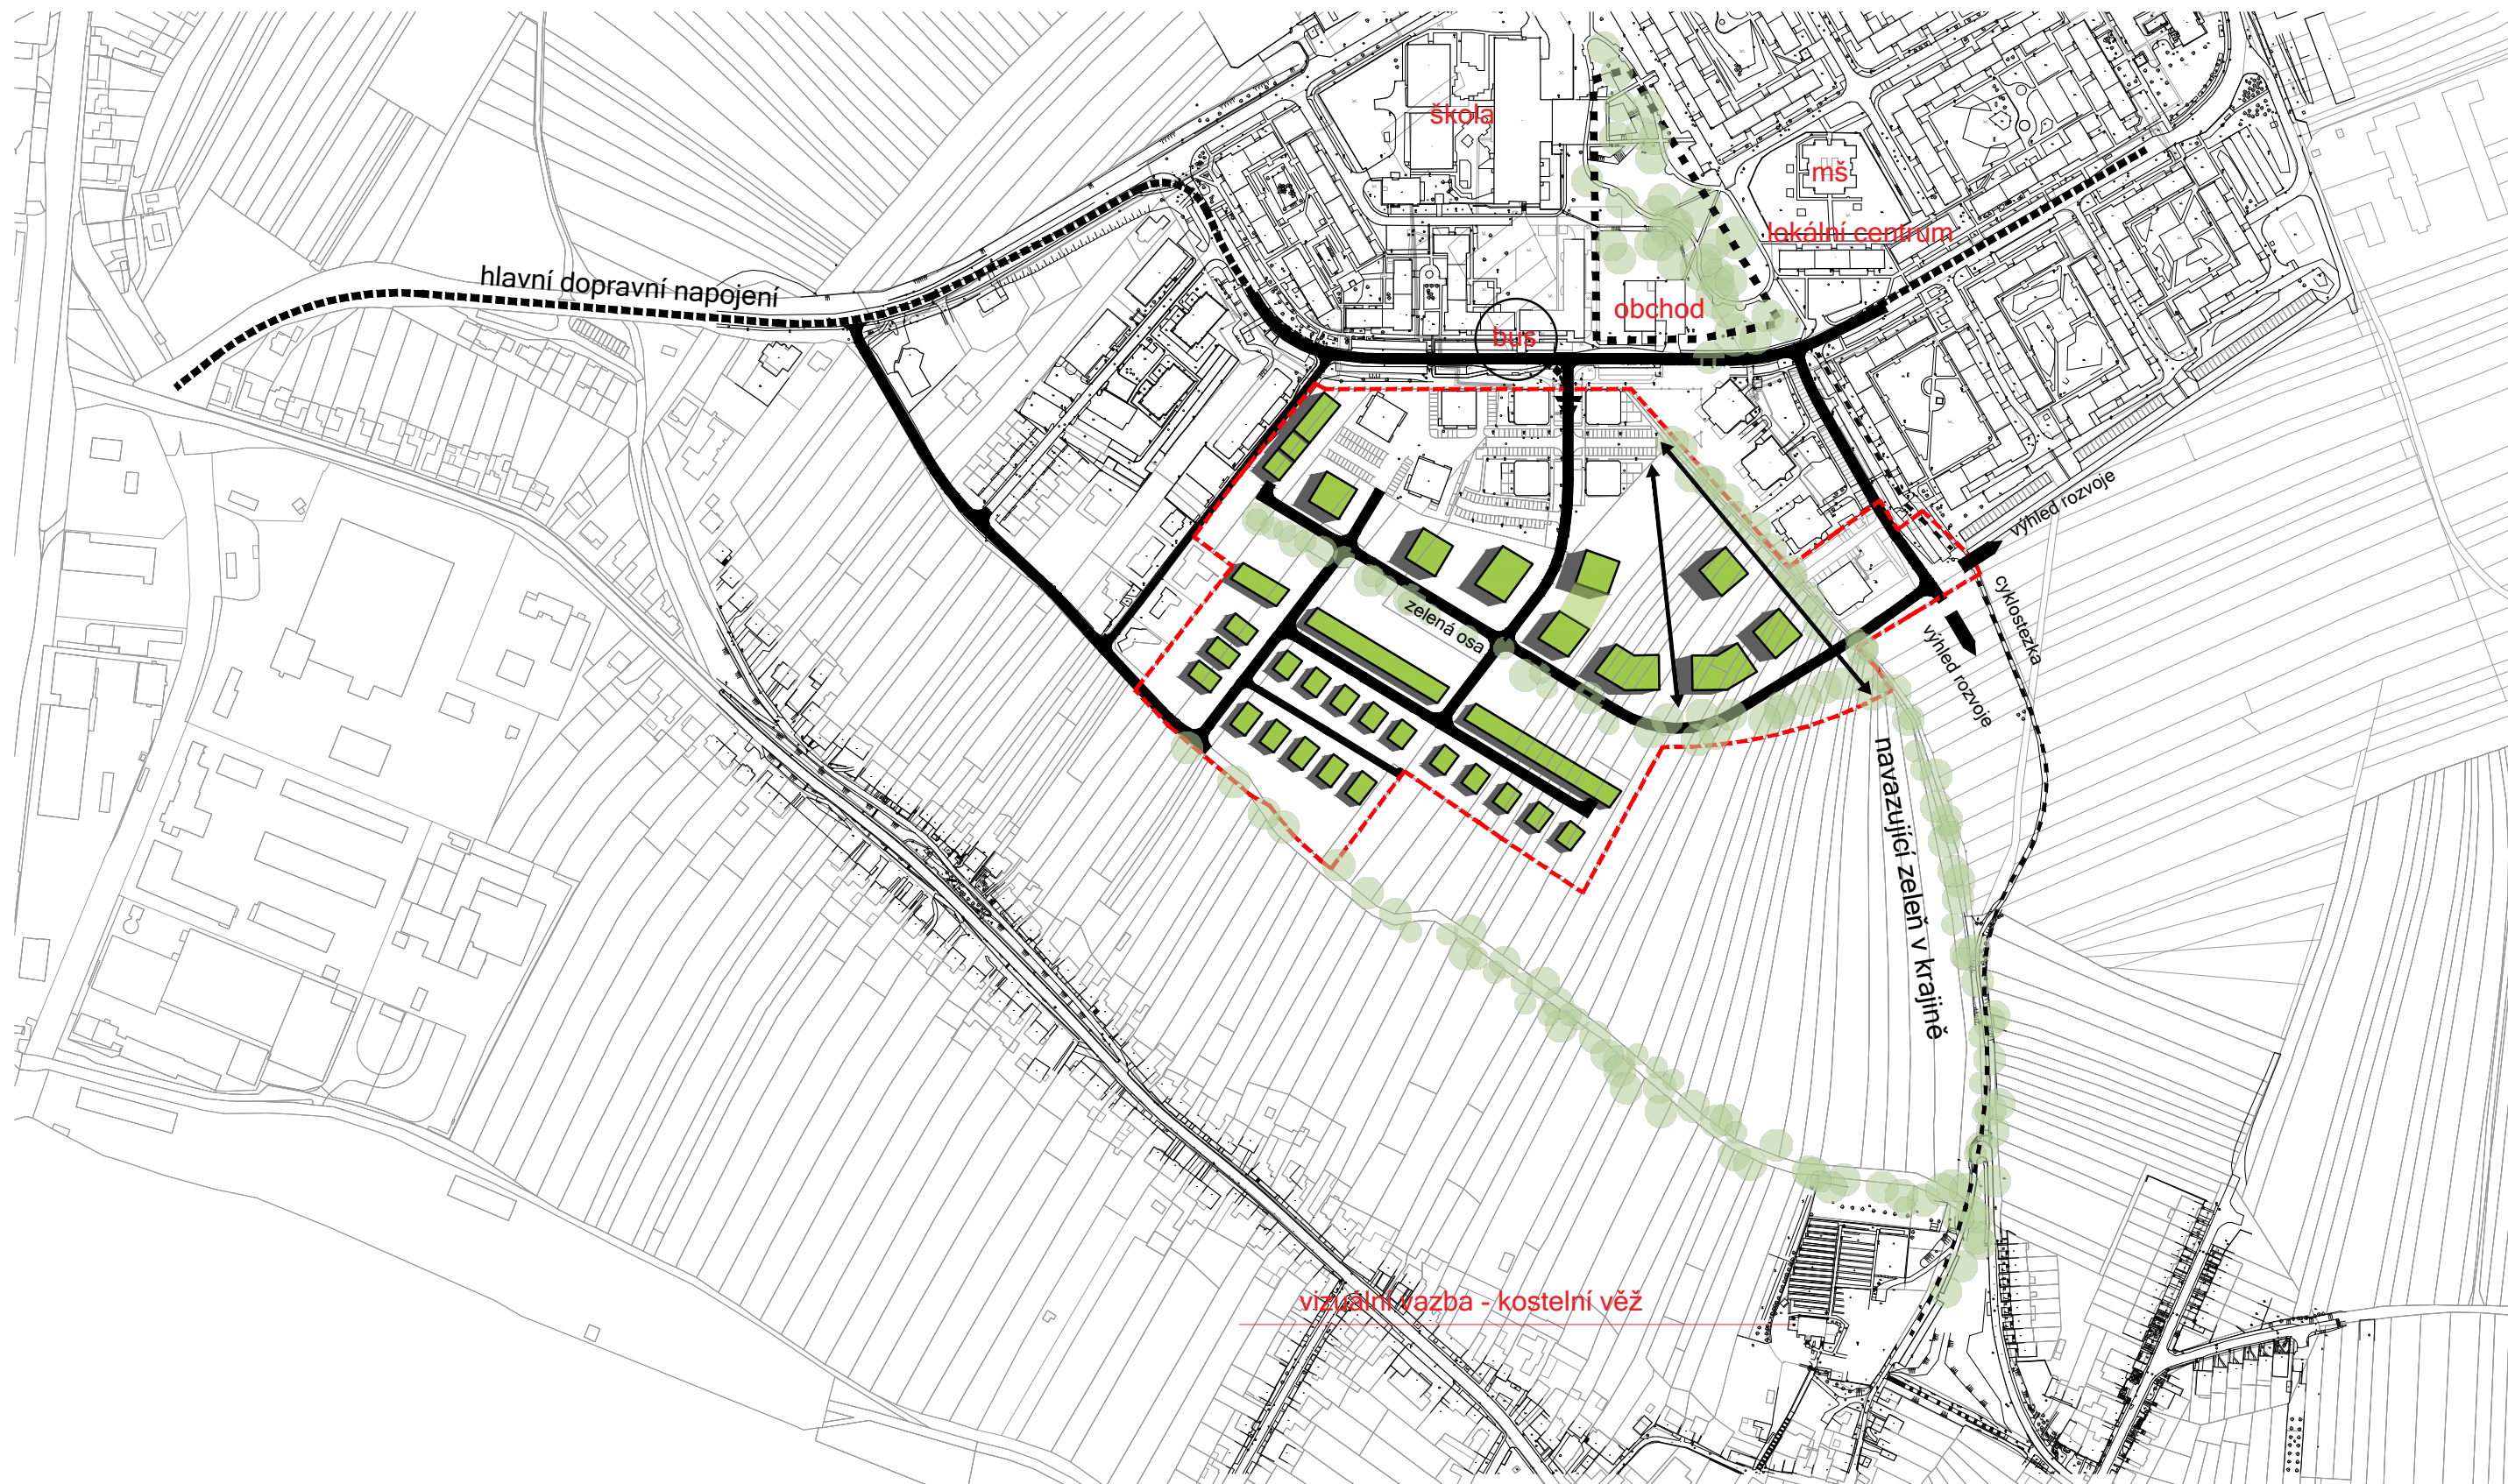 škola
mš
lokální centrum
hlavní dopravní napojení
obchod
bus
výhled rozvoje
cyklostezka
zelená osa
výhled rozvoje
navazující zeleň v krajině
vizuální vazba - kostelní věž